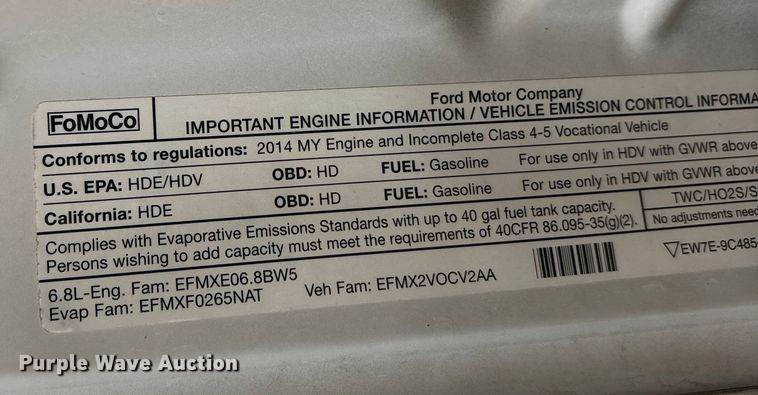 Ford Motor Company
FoMoCo
IMPORTANT ENGINE INFORMATION / VEHICLE EMISSION CONTROL INFORMA
Conforms to regulations: 2014 MY Engine and Incomplete Class 4-5 Vocational Vehicle
U.S. EPA: HDE/HDV OBD: HD FUEL: Gasoline For use only in HDV with GVWR above
California: HDE OBD: HD FUEL: Gasoline For use only in HDV with GVWR above
Complies with Evaporative Emissions Standards with up to 40 gal fuel tank capacity. TWC/HO2S/S
Persons wishing to add capacity must meet the requirements of 40CFR 86.095-35(g)(2). No adjustments need
6.8L-Eng. Fam: EFMXE06.8BW5 Veh Fam: EFMX2VOCV2AA EW7E-9C485
Evap Fam: EFMXF0265NAT
Purple Wave Auction